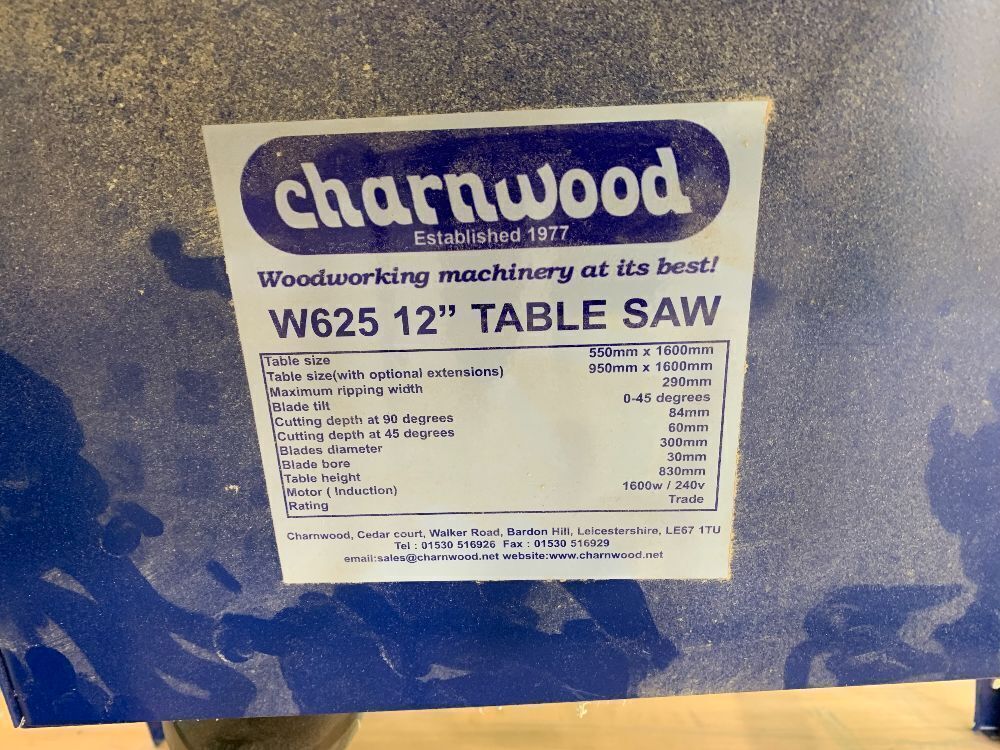 charnwood
Established 1977
Woodworking machinery at its best!
W625 12” TABLE SAW
Table size 550mm x 1600mm
Table size(with optional extensions) 950mm x 1600mm
Maximum ripping width 290mm
Blade tilt 0-45 degrees
Cutting depth at 90 degrees 84mm
Cutting depth at 45 degrees 60mm
Blades diameter 300mm
Blade bore 30mm
Table height 830mm
Motor ( Induction) 1600w / 240v
Rating Trade
Charnwood, Cedar court, Walker Road, Bardon Hill, Leicestershire, LE67 1TU
Tel : 01530 516926 Fax : 01530 516929
email:sales@charnwood.net website:www.charnwood.net